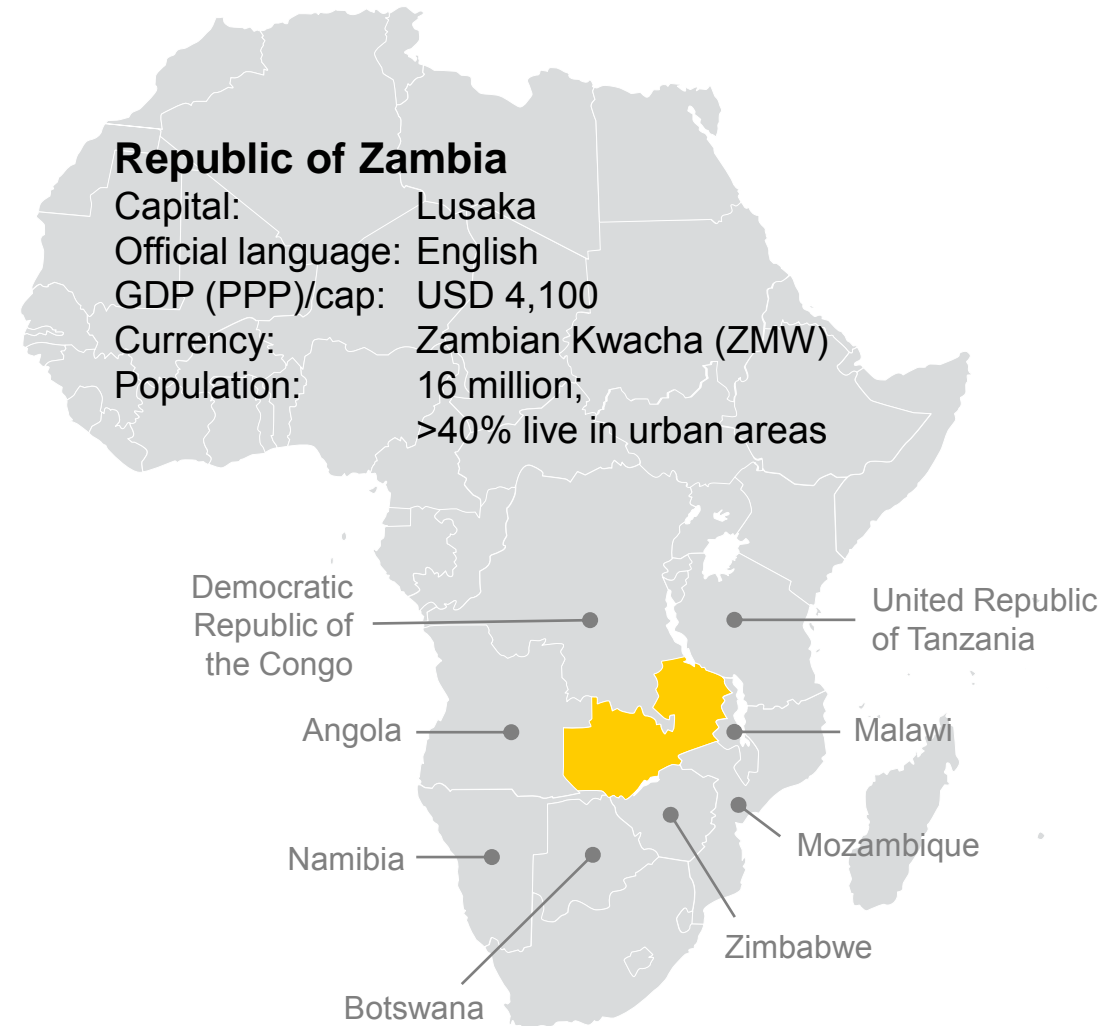 Republic of Zambia
Capital: Lusaka
Official language: English
GDP (PPP)/cap: USD 4,100
Currency: Zambian Kwacha (ZMW)
Population: 16 million;
>40% live in urban areas
Democratic
Republic of
the Congo
United Republic
of Tanzania
Angola
Malawi
Namibia
Mozambique
Zimbabwe
Botswana